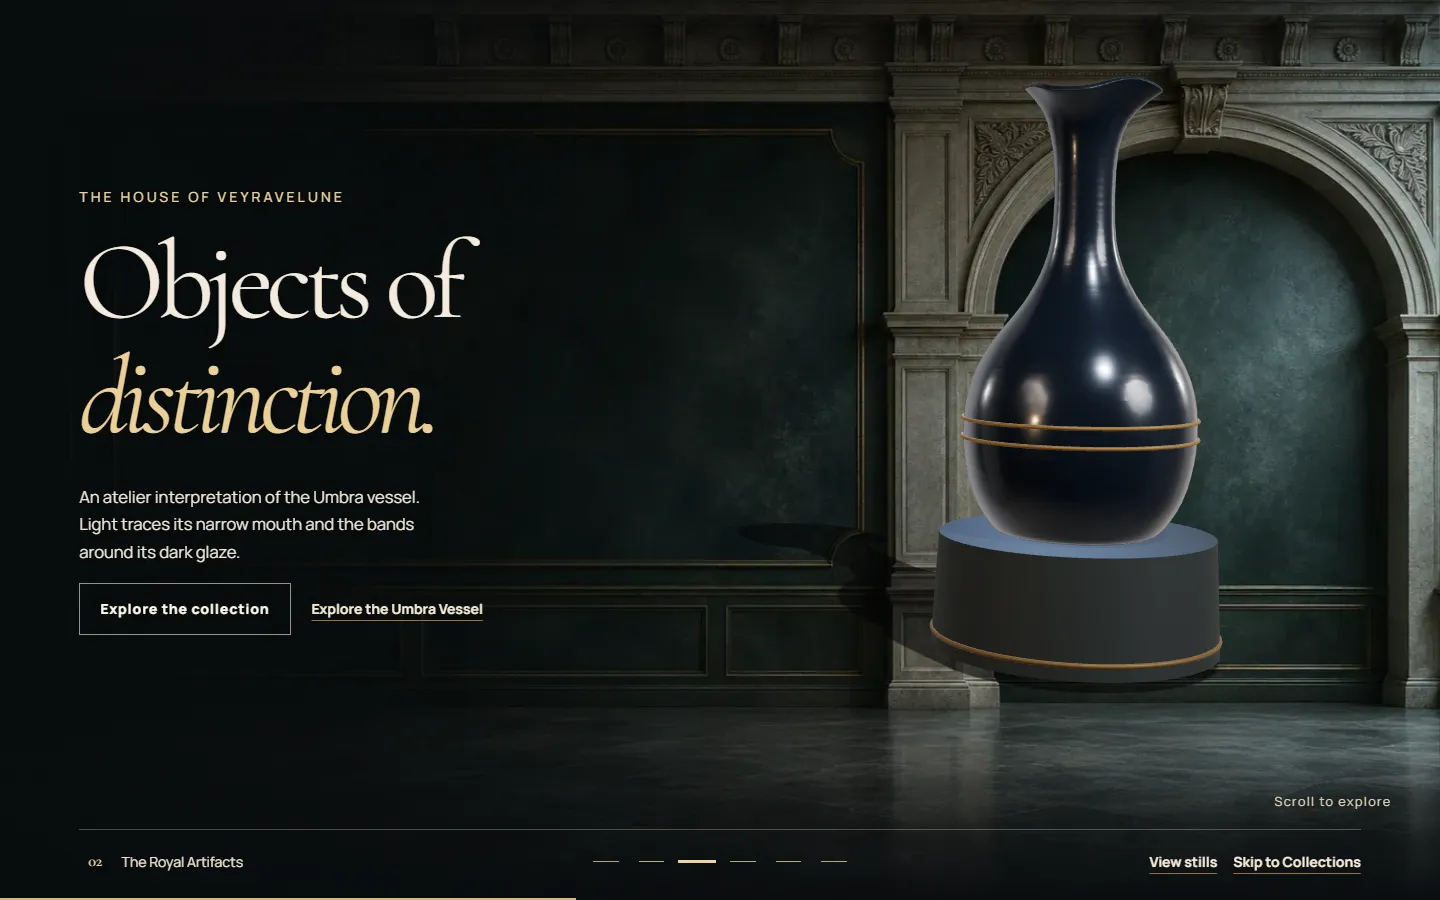 THE HOUSE OF VEYRAVELUNE
Objects of
distinction.
An atelier interpretation of the Umbra vessel.
Light traces its narrow mouth and the bands
around its dark glaze.
Explore the collection
Explore the Umbra Vessel
Scroll to explore
02 The Royal Artifacts
View stills
Skip to Collections